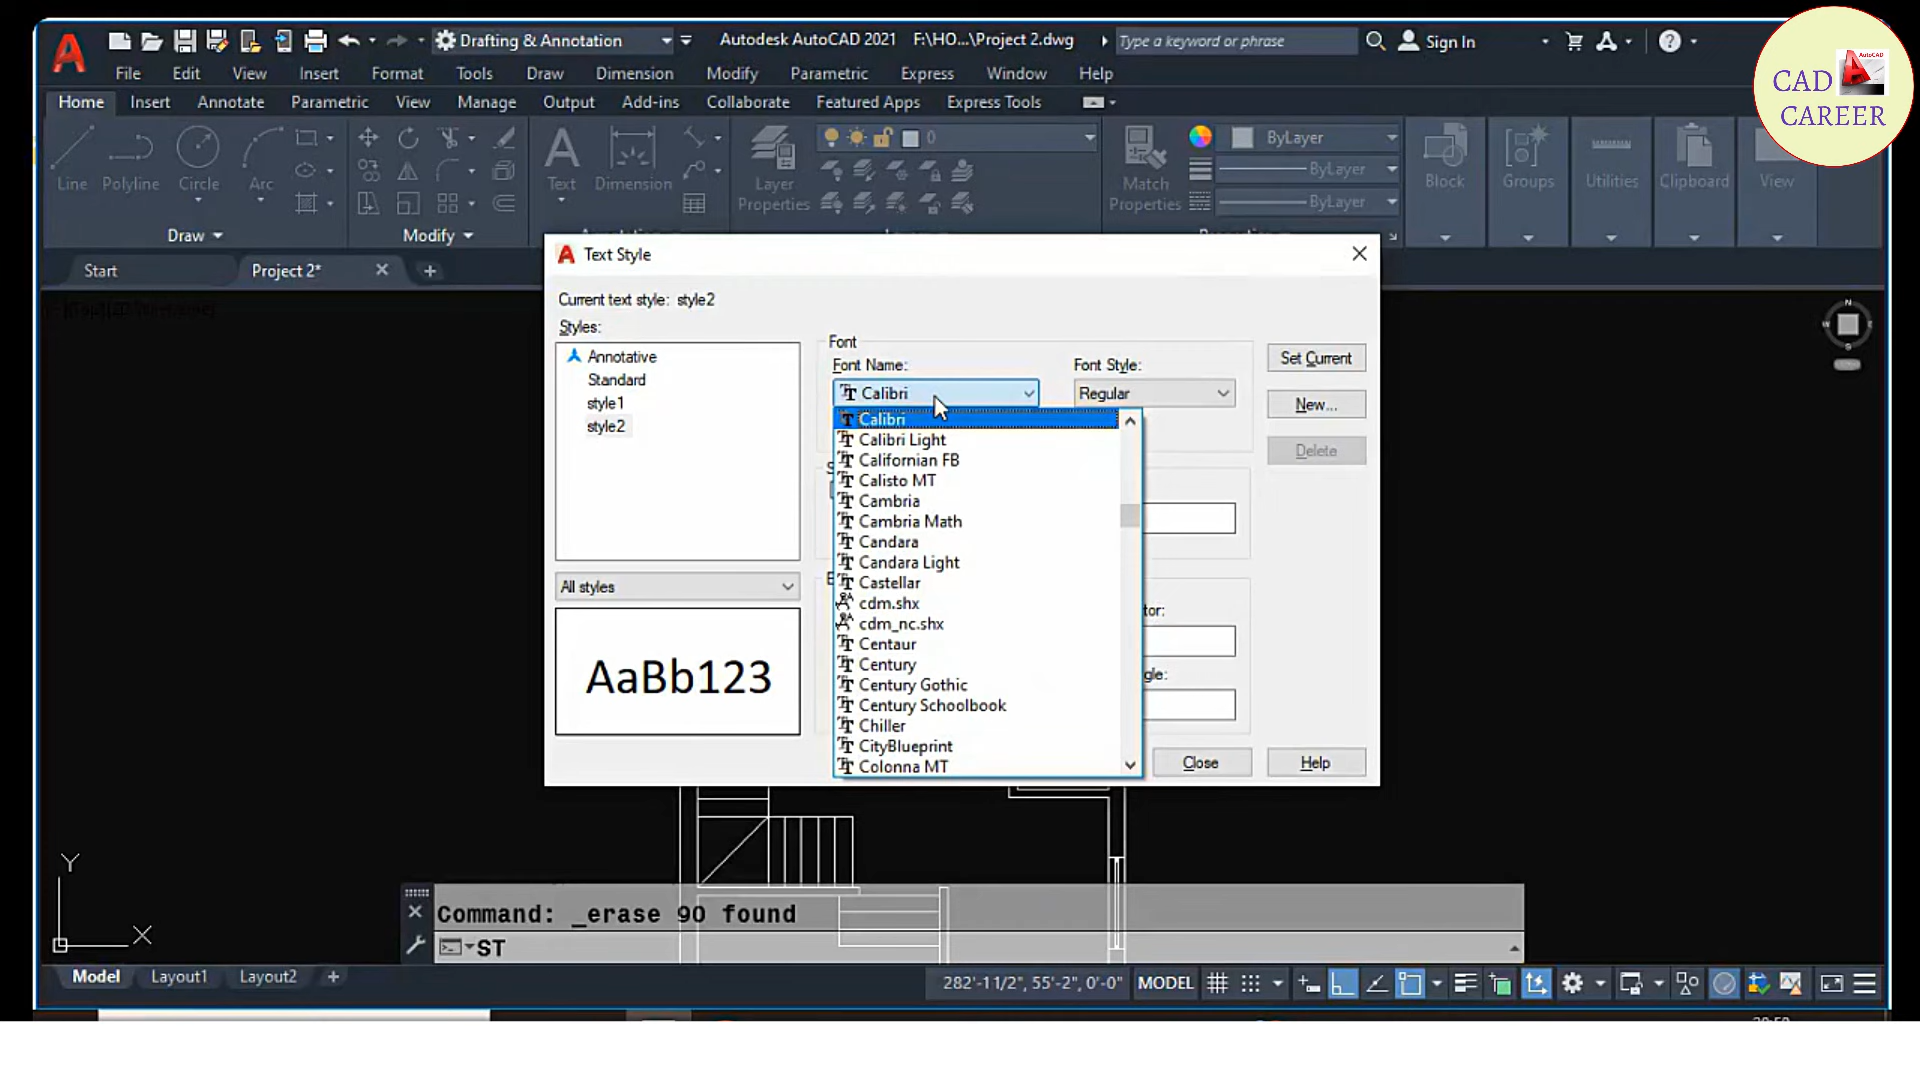 Drafting & Annotation
Autodesk AutoCAD 2021 F:\HO...\Project 2.dwg
Type a keyword or phrase
Sign In
CAD
AutoCAD
CAREER
File Edit View Insert Format Tools Draw Dimension Modify Parametric Express Window Help
Home Insert Annotate Parametric View Manage Output Add-ins Collaborate Featured Apps Express Tools
0
ByLayer
ByLayer
ByLayer
Line Polyline Circle Arc
Text Dimension
Layer
Properties
Match
Properties
Block Groups Utilities Clipboard View
Draw
Modify
Start
Project 2*
Text Style
Current text style: style2
Styles:
Annotative
Standard
style1
style2
All styles
AaBb123
Font
Font Name:
Font Style:
Calibri
Regular
Calibri
Calibri Light
Californian FB
Calisto MT
Cambria
Cambria Math
Candara
Candara Light
Castellar
cdm.shx
cdm_nc.shx
Centaur
Century
Century Gothic
Century Schoolbook
Chiller
CityBlueprint
Colonna MT
tor:
gle:
Set Current
New...
Delete
Close
Help
N
W
S
Y
X
Command: _erase 90 found
ST
Model Layout1 Layout2
282'-11/2", 55'-2", 0'-0" MODEL